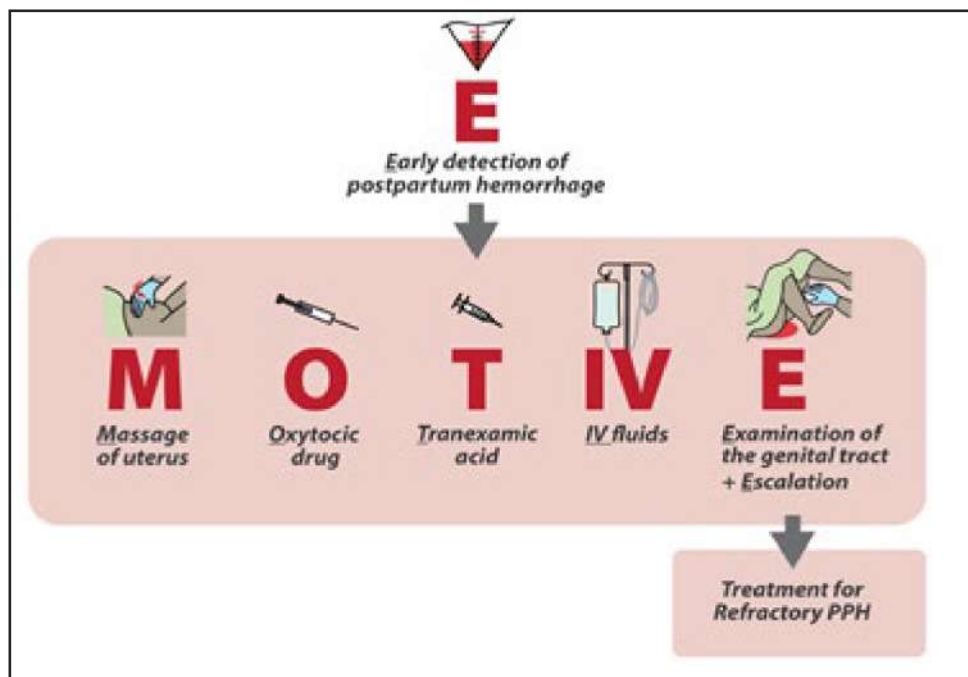 E
Early detection of
postpartum hemorrhage
M
O
T
IV
E
Massage
of uterus
Oxytocic
drug
Tranexamic
acid
IV fluids
Examination of
the genital tract
+ Escalation
Treatment for
Refractory PPH